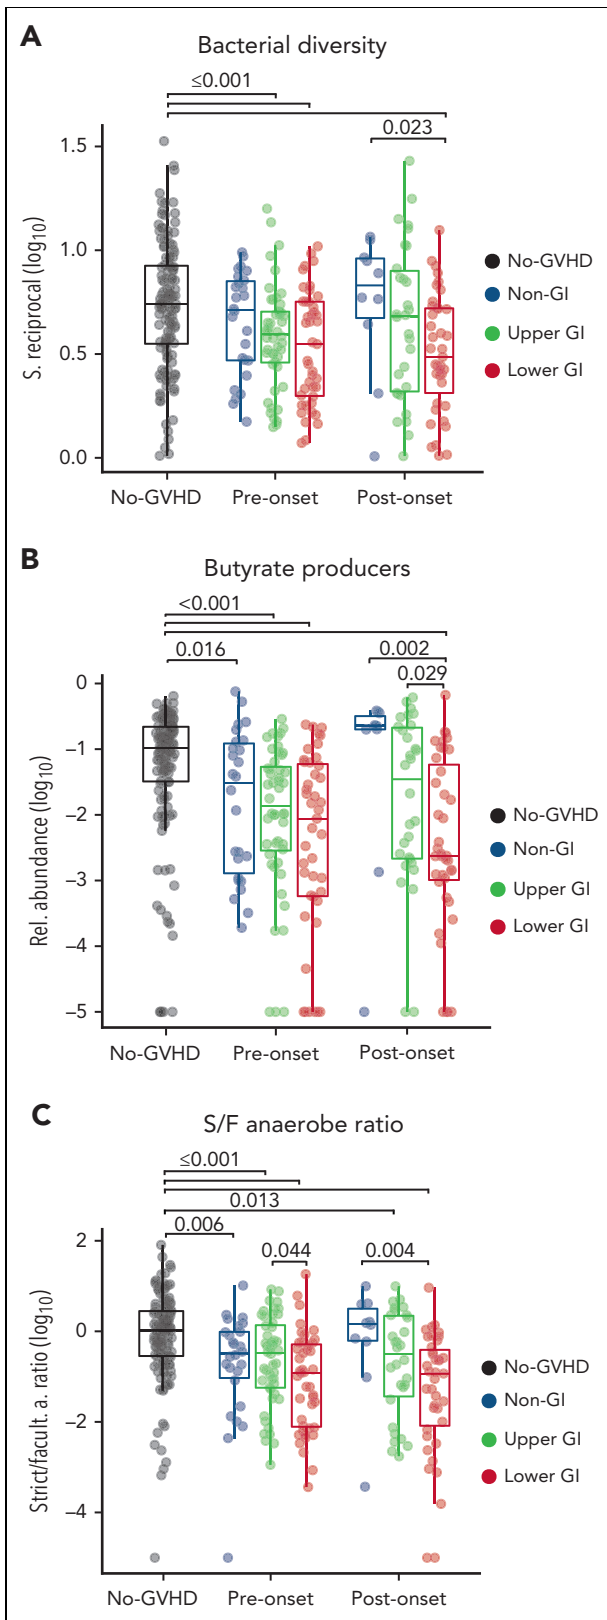 A
Bacterial diversity
≤0.001
0.023
1.5
1.0
0.5
0.0
S. reciprocal (log10)
No-GVHD
Non-GI
Upper GI
Lower GI
No-GVHD Pre-onset Post-onset
B
Butyrate producers
<0.001
0.016
0.002
0.029
0
−1
−2
−3
−4
−5
Rel. abundance (log10)
No-GVHD
Non-GI
Upper GI
Lower GI
No-GVHD Pre-onset Post-onset
C
S/F anaerobe ratio
≤0.001
0.013
0.006
0.044
0.004
2
0
−2
−4
Strict/facult. a. ratio (log10)
No-GVHD
Non-GI
Upper GI
Lower GI
No-GVHD Pre-onset Post-onset